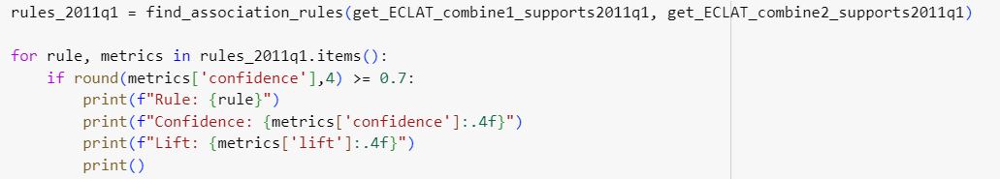 rules_2011q1 = find_association_rules(get_ECLAT_combine1_supports2011q1, get_ECLAT_combine2_supports2011q1)
for rule, metrics in rules_2011q1.items():
    if round(metrics['confidence'],4) >= 0.7:
        print(f"Rule: {rule}")
        print(f"Confidence: {metrics['confidence']:.4f}")
        print(f"Lift: {metrics['lift']:.4f}")
        print()